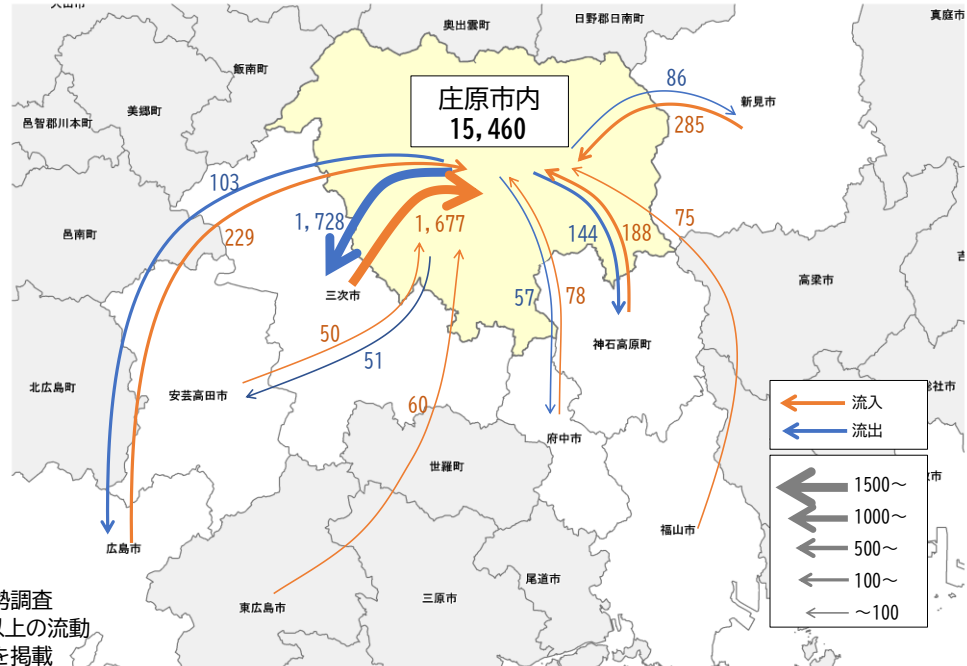 奥出雲町
日野郡日南町
真庭市
飯南町
美郷町
邑智郡川本町
庄原市内
15,460
86
新見市
285
103
229
邑南町
1,728
1,677
144
188
75
高梁市
三次市
57
78
神石高原町
50
51
北広島町
安芸高田市
60
府中市
世羅町
流入
流出
1500～
1000～
500～
100～
～100
広島市
福山市
東広島市
三原市
尾道市
勢調査
以上の流動
を掲載